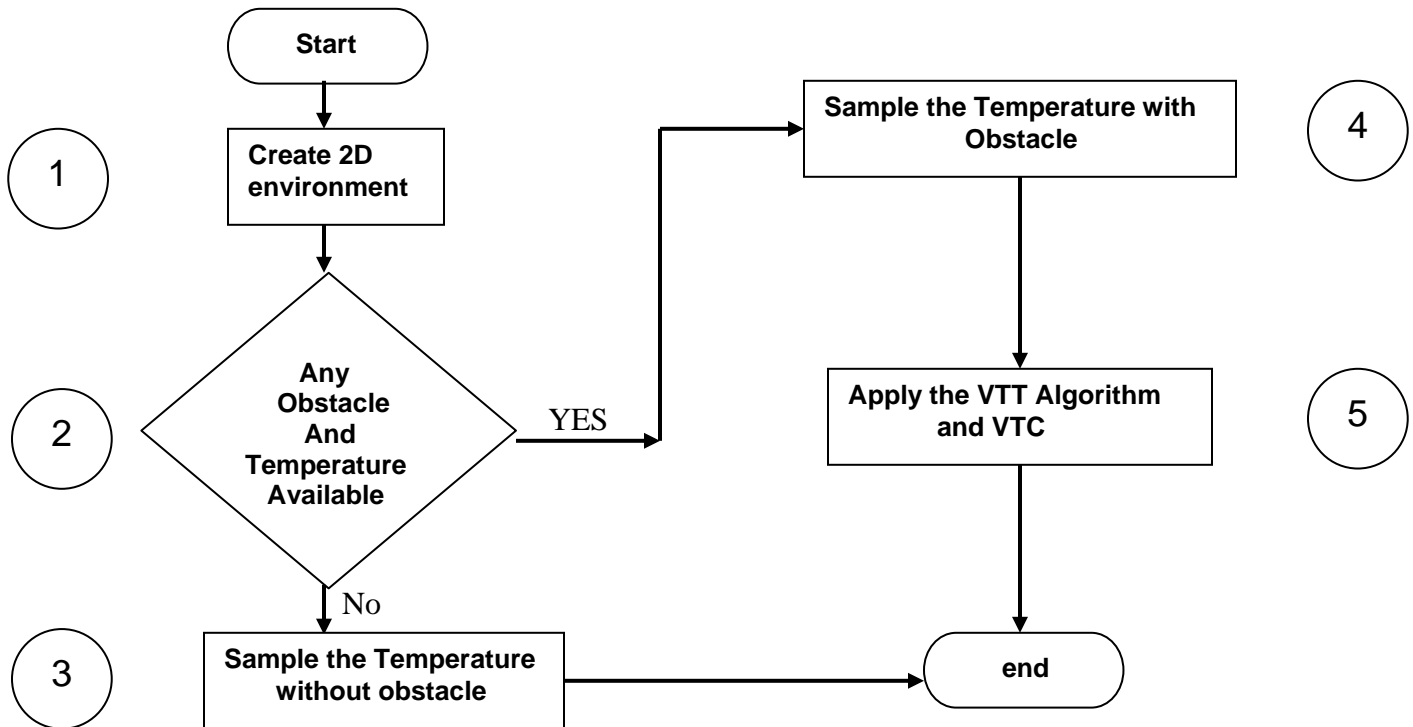 Start
1
Create 2D
environment
2
Any
Obstacle
And
Temperature
Available
YES
No
3
Sample the Temperature
without obstacle
Sample the Temperature with
Obstacle
4
Apply the VTT Algorithm
and VTC
5
end